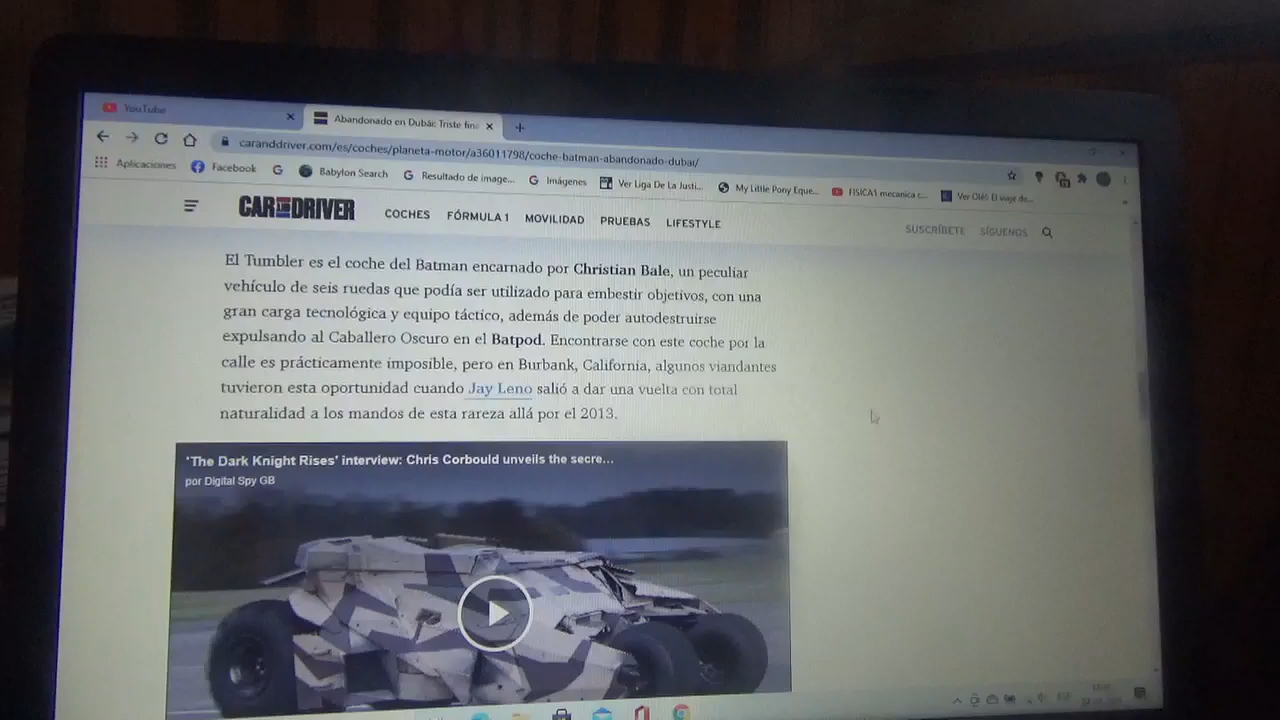 YouTube
Abandonado en Dubái: Triste fin
caranddriver.com/es/coches/planeta-motor/a36011798/coche-batman-abandonado-dubai/
Aplicaciones Facebook Babylon Search Resultado de image... Imágenes Ver Liga De La Justi... My Little Pony Eque... FISICA1 mecanica c... Ver Olé! El viaje de...
CAR AND DRIVER COCHES FÓRMULA 1 MOVILIDAD PRUEBAS LIFESTYLE SUSCRÍBETE SÍGUENOS
El Tumbler es el coche del Batman encarnado por Christian Bale, un peculiar
vehículo de seis ruedas que podía ser utilizado para embestir objetivos, con una
gran carga tecnológica y equipo táctico, además de poder autodestruirse
expulsando al Caballero Oscuro en el Batpod. Encontrarse con este coche por la
calle es prácticamente imposible, pero en Burbank, California, algunos viandantes
tuvieron esta oportunidad cuando Jay Leno salió a dar una vuelta con total
naturalidad a los mandos de esta rareza allá por el 2013.
'The Dark Knight Rises' interview: Chris Corbould unveils the secre...
por Digital Spy GB